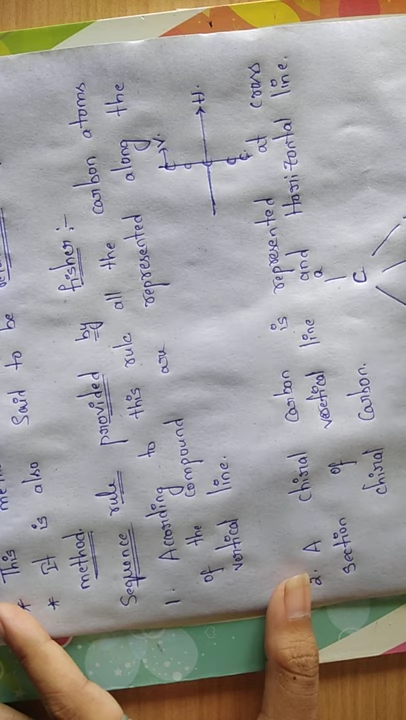 This
* It is also said to be
method.
Sequence rule provided by fisher:-
1. According to this rule all the carbon atoms
of the compound are represented along the
vertical line.
→V.
→H.
C
C
C
C
2. A chiral carbon is represented at cross
section of vertical line and Horizontal line.
chiral Carbon.
C.